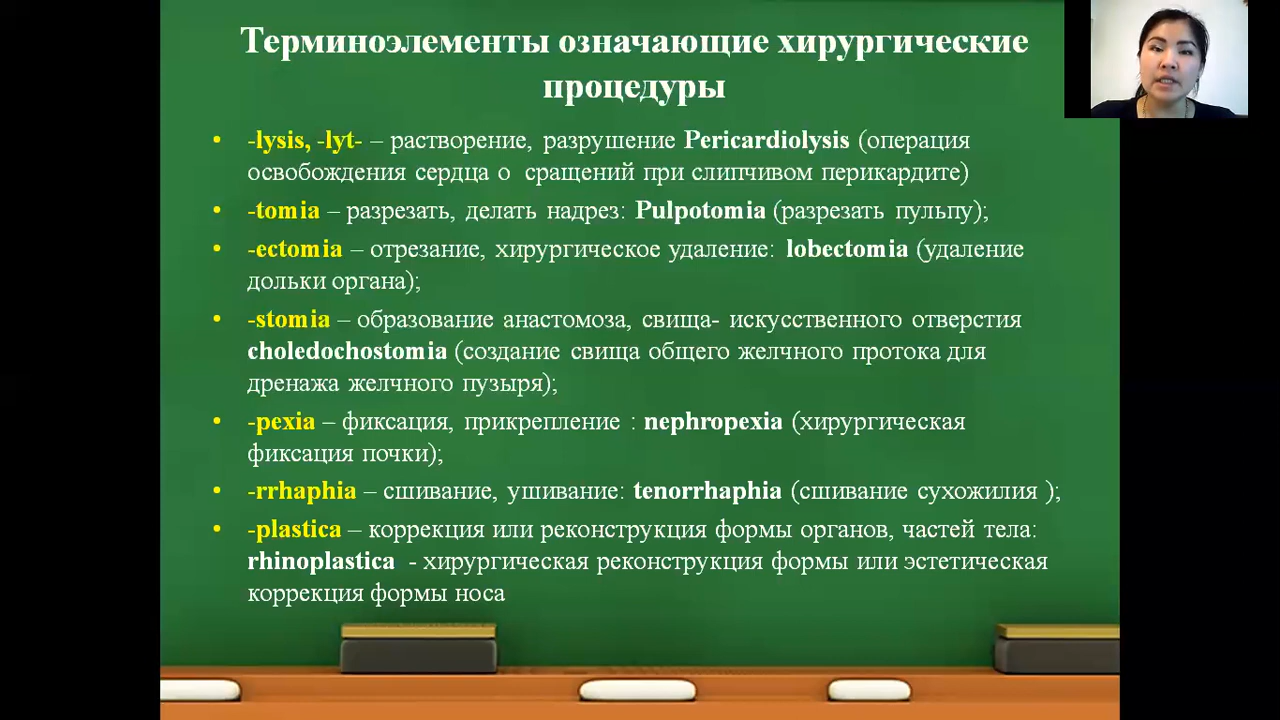 Терминоэлементы означающие хирургические
процедуры
• -lysis, -lyt- – растворение, разрушение Pericardiolysis (операция
освобождения сердца о сращений при слипчивом перикардите)
• -tomia – разрезать, делать надрез: Pulpotomia (разрезать пульпу);
• -ectomia – отрезание, хирургическое удаление: lobectomia (удаление
дольки органа);
• -stomia – образование анастомоза, свища- искусственного отверстия
choledochostomia (создание свища общего желчного протока для
дренажа желчного пузыря);
• -pexia – фиксация, прикрепление : nephropexia (хирургическая
фиксация почки);
• -rrhaphia – сшивание, ушивание: tenorrhaphia (сшивание сухожилия );
• -plastica – коррекция или реконструкция формы органов, частей тела:
rhinoplastica - хирургическая реконструкция формы или эстетическая
коррекция формы носа